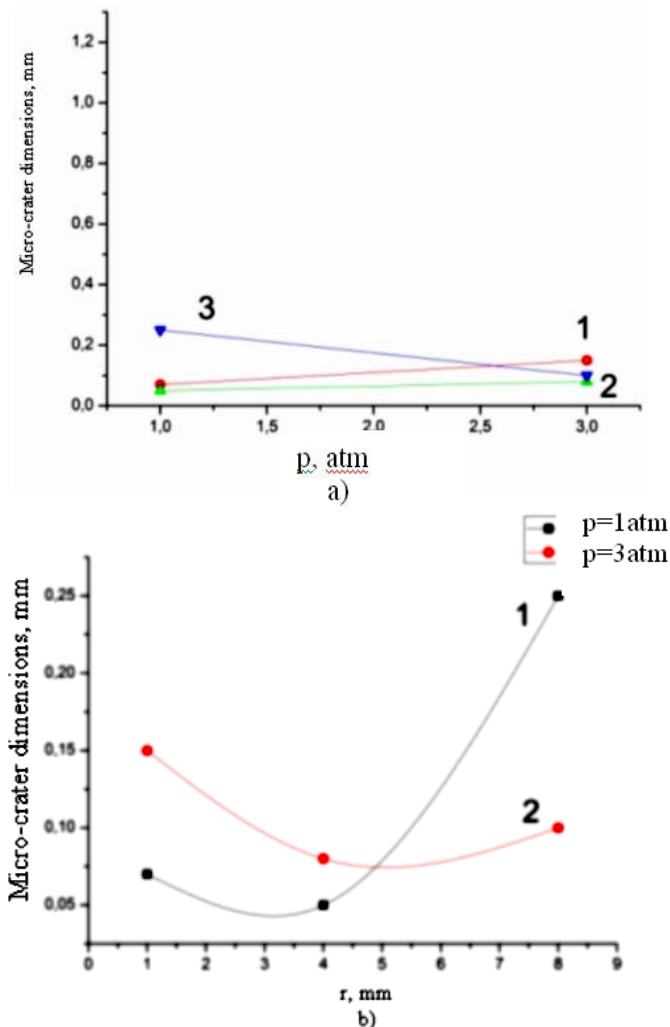 Micro-crater dimensions, mm
1,2
1,0
0,8
0,6
0,4
0,2
0,0
3
1
2
1,0 1,5 2,0 2,5 3,0
p, atm
a)
p=1atm
p=3atm
Micro-crater dimensions, mm
0,25
0,20
0,15
0,10
0,05
1
2
0 1 2 3 4 5 6 7 8 9
r, mm
b)